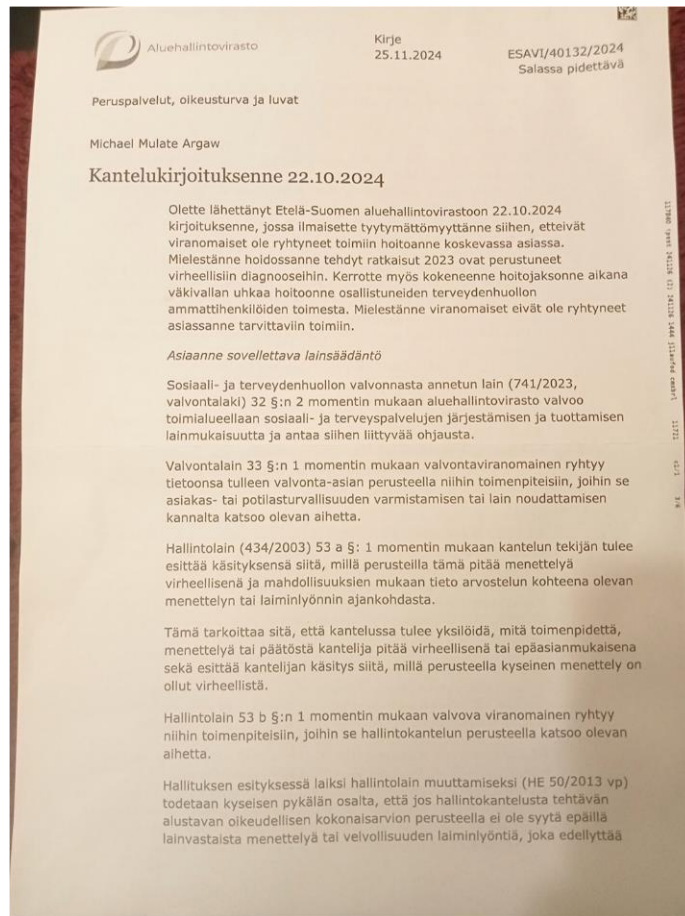 Aluehallintovirasto
Kirje
25.11.2024
ESAVI/40132/2024
Salassa pidettävä
Peruspalvelut, oikeusturva ja luvat
Michael Mulate Argaw
Kantelukirjoituksenne 22.10.2024
Olette lähettänyt Etelä-Suomen aluehallintovirastoon 22.10.2024
kirjoituksenne, jossa ilmaisette tyytymättömyyttänne siihen, etteivät
viranomaiset ole ryhtyneet toimiin hoitoanne koskevassa asiassa.
Mielestänne hoidossanne tehdyt ratkaisut 2023 ovat perustuneet
virheellisiin diagnooseihin. Kerrotte myös kokeneenne hoitojaksonne aikana
väkivallan uhkaa hoitoonne osallistuneiden terveydenhuollon
ammattihenkilöiden toimesta. Mielestänne viranomaiset eivät ole ryhtyneet
asiassanne tarvittaviin toimiin.
Asiaanne sovellettava lainsäädäntö
Sosiaali- ja terveydenhuollon valvonnasta annetun lain (741/2023,
valvontalaki) 32 §:n 2 momentin mukaan aluehallintovirasto valvoo
toimialueellaan sosiaali- ja terveyspalvelujen järjestämisen ja tuottamisen
lainmukaisuutta ja antaa siihen liittyvää ohjausta.
Valvontalain 33 §:n 1 momentin mukaan valvontaviranomainen ryhtyy
tietoonsa tulleen valvonta-asian perusteella niihin toimenpiteisiin, joihin se
asiakas- tai potilasturvallisuuden varmistamisen tai lain noudattamisen
kannalta katsoo olevan aihetta.
Hallintolain (434/2003) 53 a §: 1 momentin mukaan kantelun tekijän tulee
esittää käsityksensä siitä, millä perusteilla tämä pitää menettelyä
virheellisenä ja mahdollisuuksien mukaan tieto arvostelun kohteena olevan
menettelyn tai laiminlyönnin ajankohdasta.
Tämä tarkoittaa sitä, että kantelussa tulee yksilöidä, mitä toimenpidettä,
menettelyä tai päätöstä kantelija pitää virheellisenä tai epäasianmukaisena
sekä esittää kantelijan käsitys siitä, millä perusteella kyseinen menettely on
ollut virheellistä.
Hallintolain 53 b §:n 1 momentin mukaan valvova viranomainen ryhtyy
niihin toimenpiteisiin, joihin se hallintokantelun perusteella katsoo olevan
aihetta.
Hallituksen esityksessä laiksi hallintolain muuttamiseksi (HE 50/2013 vp)
todetaan kyseisen pykälän osalta, että jos hallintokantelusta tehtävän
alustavan oikeudellisen kokonaisarvion perusteella ei ole syytä epäillä
lainvastaista menettelyä tai velvollisuuden laiminlyöntiä, joka edellyttää